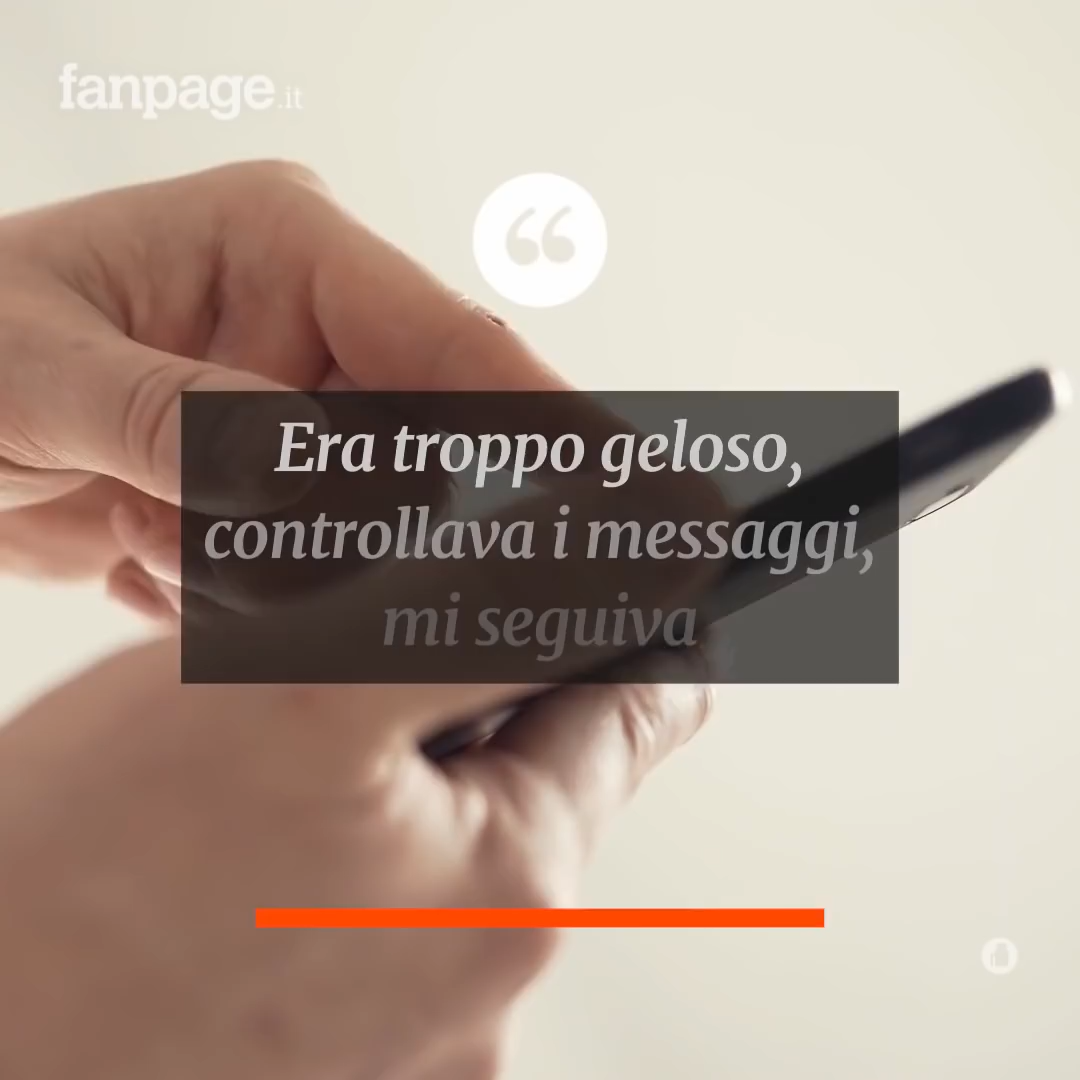 fanpage.it
“
Era troppo geloso,
controllava i messaggi,
mi seguiva